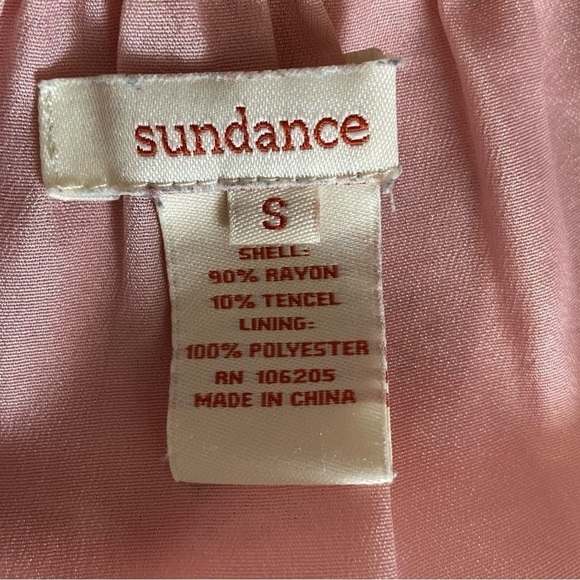 sundance
S
SHELL:
90% RAYON
10% TENCEL
LINING:
100% POLYESTER
RN 106205
MADE IN CHINA